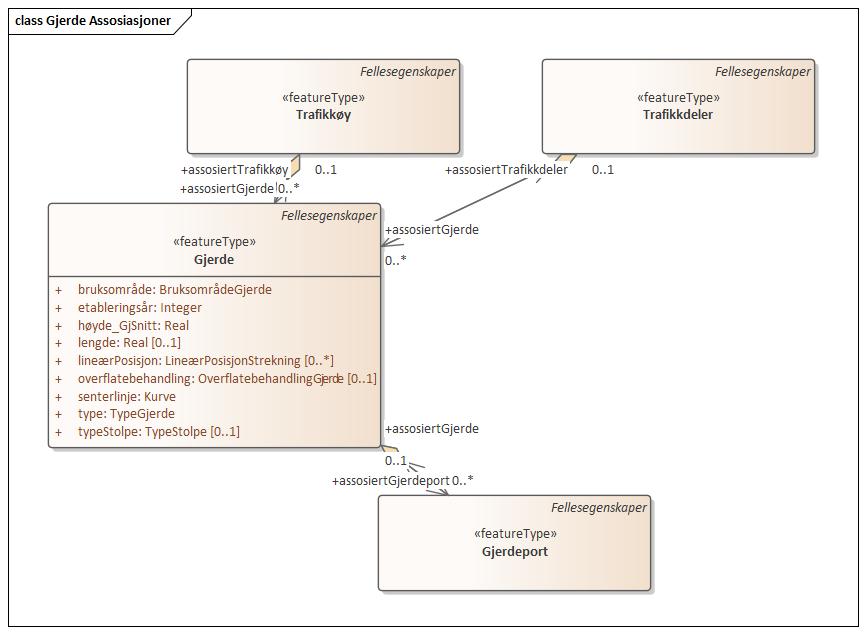 class Gjerde Assosiasjoner
Fellesegenskaper
«featureType»
Trafikkøy
Fellesegenskaper
«featureType»
Trafikkdeler
+assosiertTrafikkøy 0..1
+assosiertGjerde 0..*
+assosiertTrafikkdeler 0..1
+assosiertGjerde
0..*
Fellesegenskaper
«featureType»
Gjerde
+ bruksområde: BruksområdeGjerde
+ etableringsår: Integer
+ høyde_GjSnitt: Real
+ lengde: Real [0..1]
+ lineærPosisjon: LineærPosisjonStrekning [0..*]
+ overflatebehandling: OverflatebehandlingGjerde [0..1]
+ senterlinje: Kurve
+ type: TypeGjerde
+ typeStolpe: TypeStolpe [0..1]
+assosiertGjerde
0..1
+assosiertGjerdeport 0..*
Fellesegenskaper
«featureType»
Gjerdeport